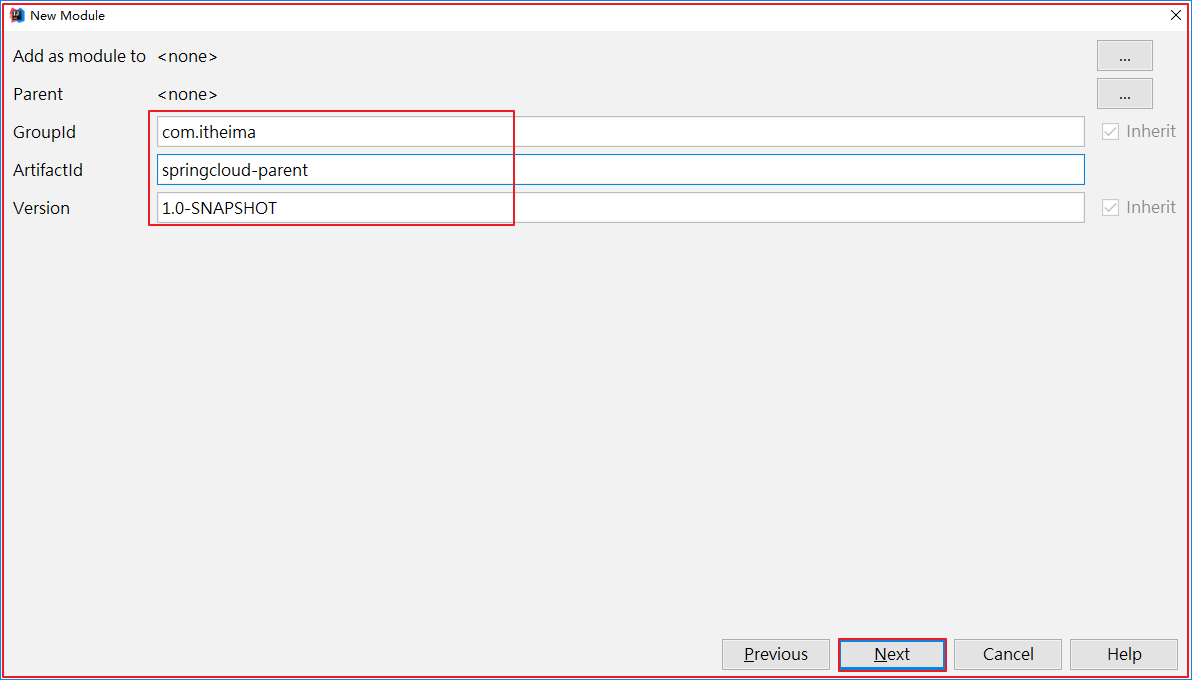 New Module
Add as module to <none>
...
Parent <none>
...
GroupId com.itheima Inherit
ArtifactId springcloud-parent
Version 1.0-SNAPSHOT Inherit
Previous Next Cancel Help